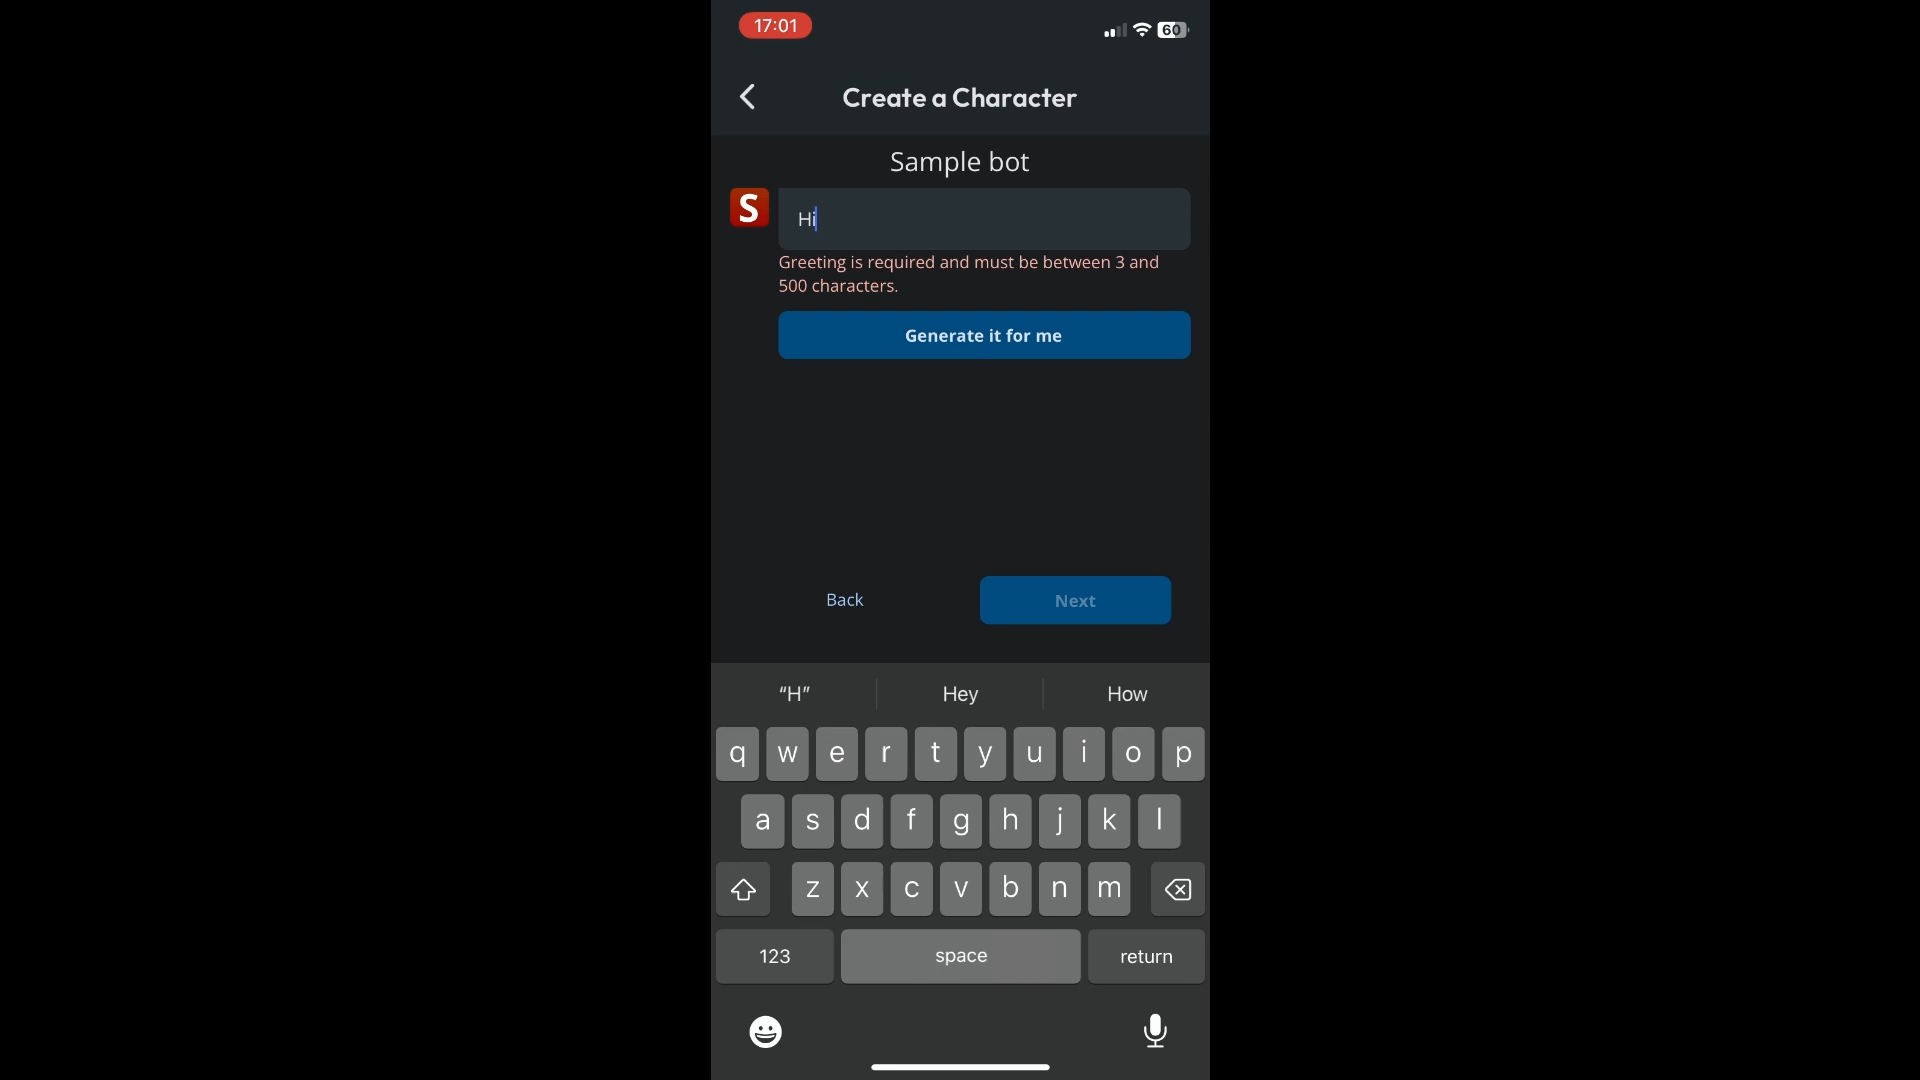 17:01
60
Create a Character
Sample bot
S
Hi
Greeting is required and must be between 3 and
500 characters.
Generate it for me
Back
Next
“H”
Hey
How
q w e r t y u i o p
a s d f g h j k l
z x c v b n m
123
space
return